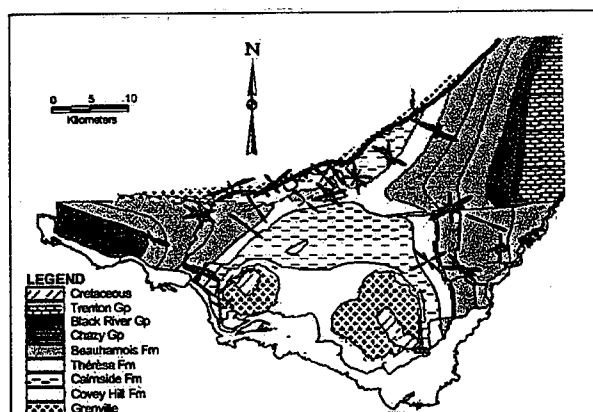 N
0 5 10
Kilometers
LEGEND
Cretaceous
Trenton Gp
Black River Gp
Chazy Gp
Beauharnois Fm
Thérèsa Fm
Cairnside Fm
Covey Hill Fm
Grenville